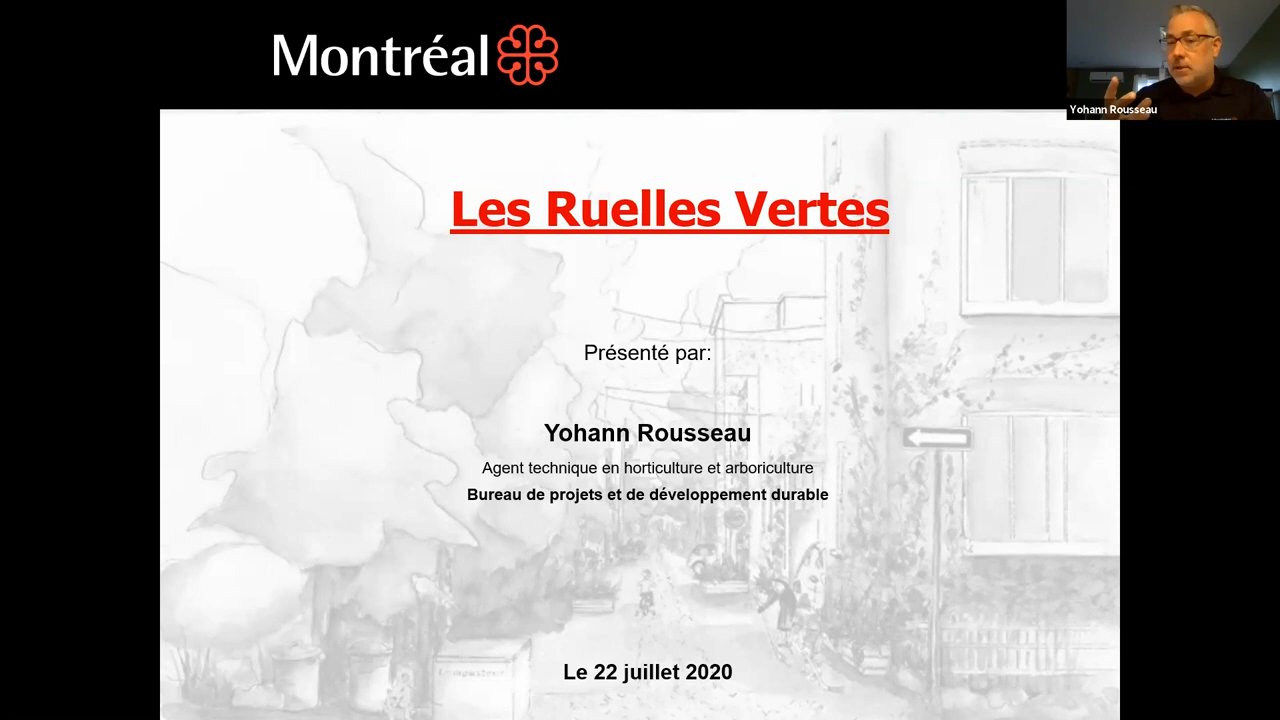 Montréal
Yohann Rousseau
Les Ruelles Vertes
Présenté par:
Yohann Rousseau
Agent technique en horticulture et arboriculture
Bureau de projets et de développement durable
Le 22 juillet 2020